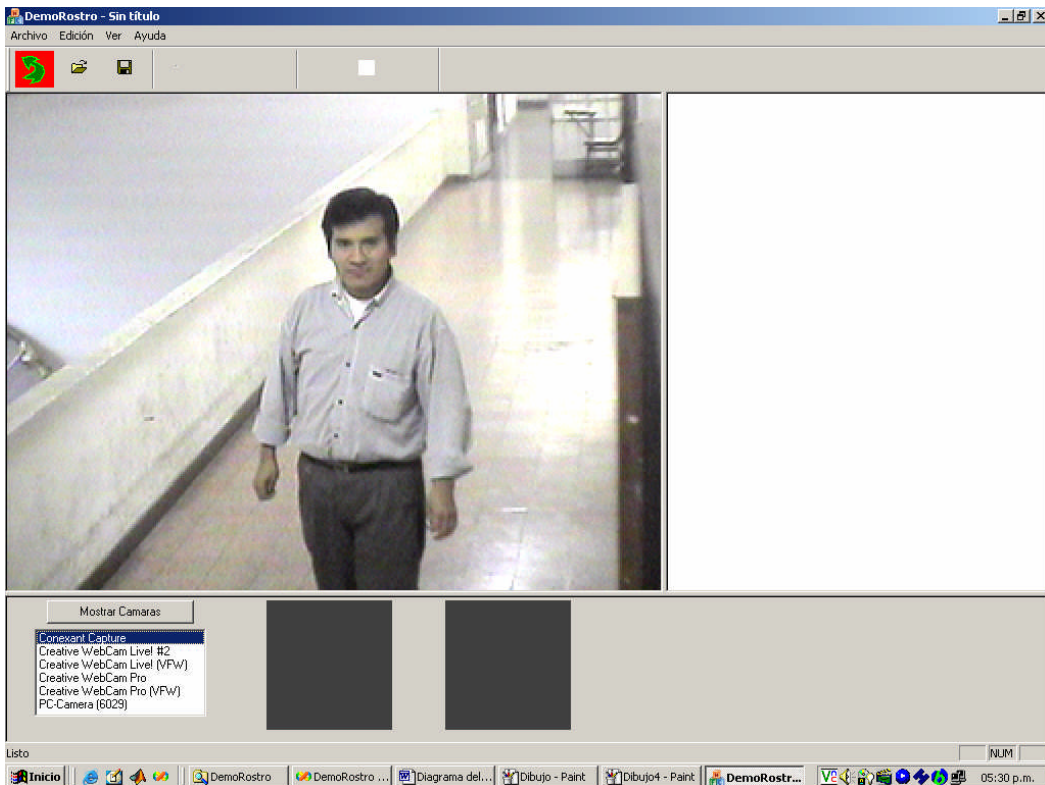 DemoRostro - Sin título
Archivo Edición Ver Ayuda
Mostrar Camaras
Conexant Capture
Creative WebCam Live! #2
Creative WebCam Live! (VFW)
Creative WebCam Pro
Creative WebCam Pro (VFW)
PC-Camera (6029)
Listo NUM
Inicio DemoRostro DemoRostro ... Diagrama del... Dibujo - Paint Dibujo4 - Paint DemoRostr... 05:30 p.m.